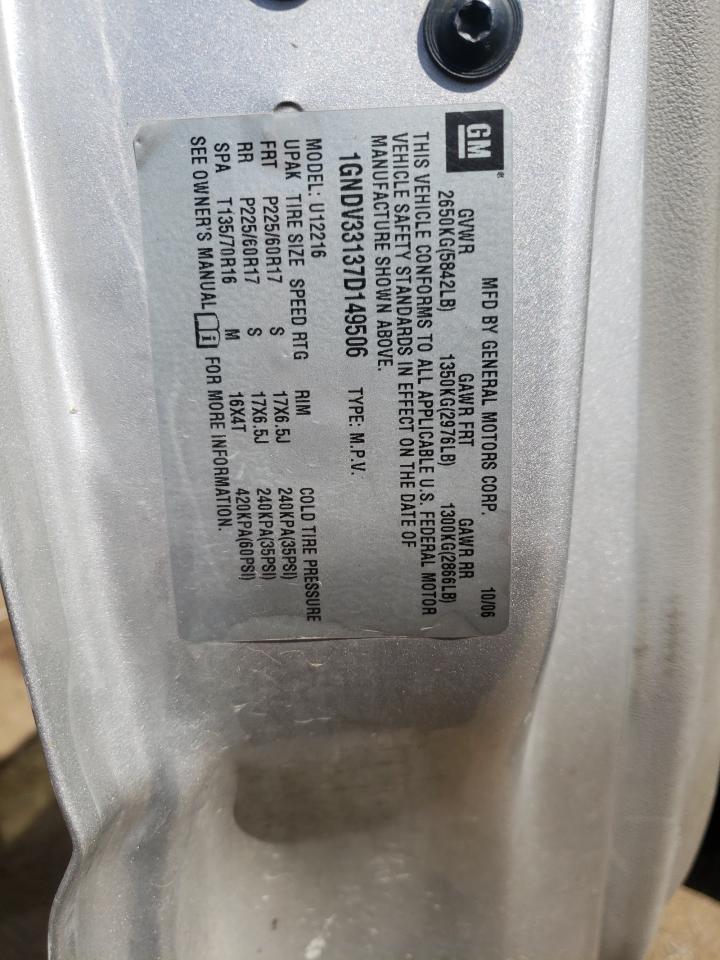 GM
®
MFD BY GENERAL MOTORS CORP. 10/06
GVWR GAWR FRT GAWR RR
2650KG(5842LB) 1350KG(2976LB) 1300KG(2866LB)
THIS VEHICLE CONFORMS TO ALL APPLICABLE U.S. FEDERAL MOTOR
VEHICLE SAFETY STANDARDS IN EFFECT ON THE DATE OF
MANUFACTURE SHOWN ABOVE.
1GNDV33137D149506 TYPE: M.P.V.
MODEL: U12216
UPAK TIRE SIZE SPEED RTG RIM COLD TIRE PRESSURE
FRT P225/60R17 S 17X6.5J 240KPA(35PSI)
RR P225/60R17 S 17X6.5J 240KPA(35PSI)
SPA T135/70R16 M 16X4T 420KPA(60PSI)
SEE OWNER'S MANUAL FOR MORE INFORMATION.